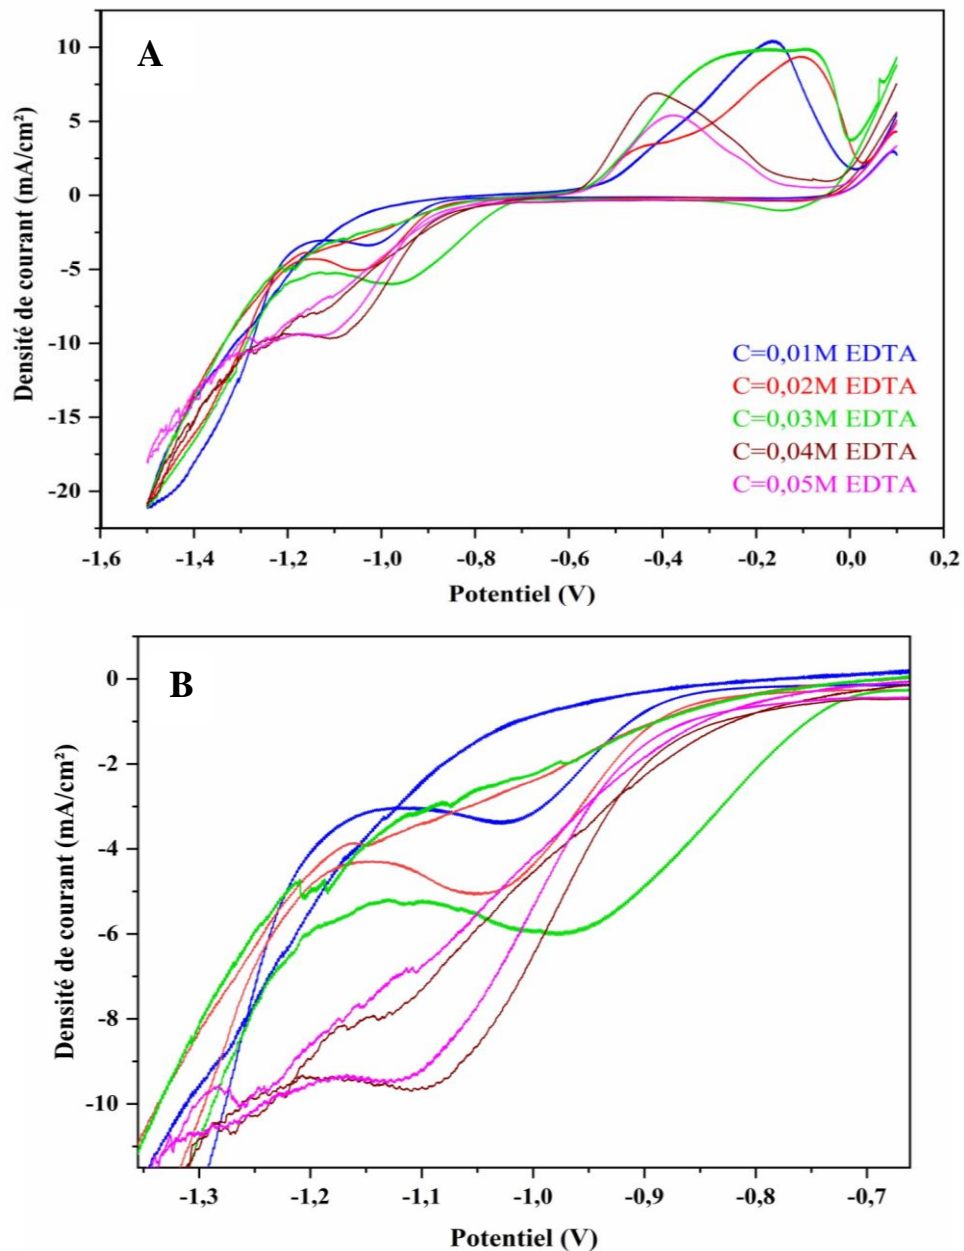 A
Densité de courant (mA/cm²)
10
5
0
-5
-10
-15
-20
C=0,01M EDTA
C=0,02M EDTA
C=0,03M EDTA
C=0,04M EDTA
C=0,05M EDTA
-1,6 -1,4 -1,2 -1,0 -0,8 -0,6 -0,4 -0,2 0,0 0,2
Potentiel (V)
B
Densité de courant (mA/cm²)
0
-2
-4
-6
-8
-10
-1,3 -1,2 -1,1 -1,0 -0,9 -0,8 -0,7
Potentiel (V)